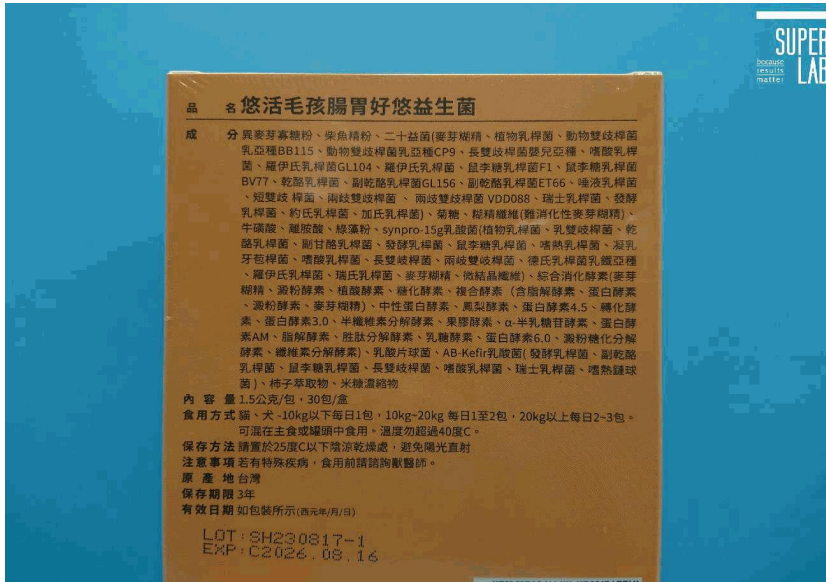 SUPER
LAB
because
results
matter
品 名 悠活毛孩腸胃好悠益生菌
成 分 異麥芽寡糖粉、柴魚精粉、二十益菌(麥芽糊精、植物乳桿菌、動物雙歧桿菌
乳亞種BB115、動物雙歧桿菌乳亞種CP9、長雙歧桿菌嬰兒亞種、嗜酸乳桿
菌、羅伊氏乳桿菌GL104、羅伊氏乳桿菌、鼠李糖乳桿菌F1、鼠李糖乳桿菌
BV77、乾酪乳桿菌、副乾酪乳桿菌GL156、副乾酪乳桿菌ET66、唾液乳桿菌
、短雙歧 桿菌、兩歧雙歧桿菌 、 兩歧雙歧桿菌 VDD088、瑞士乳桿菌、發酵
乳桿菌、約氏乳桿菌、加氏乳桿菌)、菊糖、糊精纖維(難消化性麥芽糊精)、
牛磺酸、離胺酸、綠藻粉、synpro-15g乳酸菌(植物乳桿菌、乳雙歧桿菌、乾
酪乳桿菌、副甘酪乳桿菌、發酵乳桿菌、鼠李糖乳桿菌、嗜熱乳桿菌、凝乳
牙苞桿菌、嗜酸乳桿菌、長雙歧桿菌、兩歧雙歧桿菌、德氏乳桿菌乳鐵亞種
、羅伊氏乳桿菌、瑞氏乳桿菌、麥芽糊精、微結晶纖維)、綜合消化酵素(麥芽
糊精、澱粉酵素、植酸酵素、糖化酵素、複合酵素（含脂解酵素、蛋白酵素
、澱粉酵素、麥芽糊精)、中性蛋白酵素、鳳梨酵素、蛋白酵素4.5、轉化酵
素、蛋白酵素3.0、半纖維素分解酵素、果膠酵素、α-半乳糖苷酵素、蛋白酵
素AM、脂解酵素、胜肽分解酵素、乳糖酵素、蛋白酵素6.0、澱粉糖化分解
酵素、纖維素分解酵素)、乳酸片球菌、AB-Kefir乳酸菌( 發酵乳桿菌、副乾酪
乳桿菌、鼠李糖乳桿菌、長雙歧桿菌、嗜酸乳桿菌、瑞士乳桿菌、嗜熱鏈球
菌 )、柿子萃取物、米糠濃縮物
內 容 量 1.5公克/包，30包/盒
食用方式 貓、犬 -10kg以下每日1包，10kg~20kg 每日1至2包，20kg以上每日2~3包。
可混在主食或罐頭中食用。溫度勿超過40度C。
保存方法 請置於25度C以下陰涼乾燥處，避免陽光直射
注意事項 若有特殊疾病，食用前請諮詢獸醫師。
原 產 地 台灣
保存期限 3年
有效日期 如包裝所示(西元年/月/日)
LOT:SH230817-1
EXP:C2026.08.16